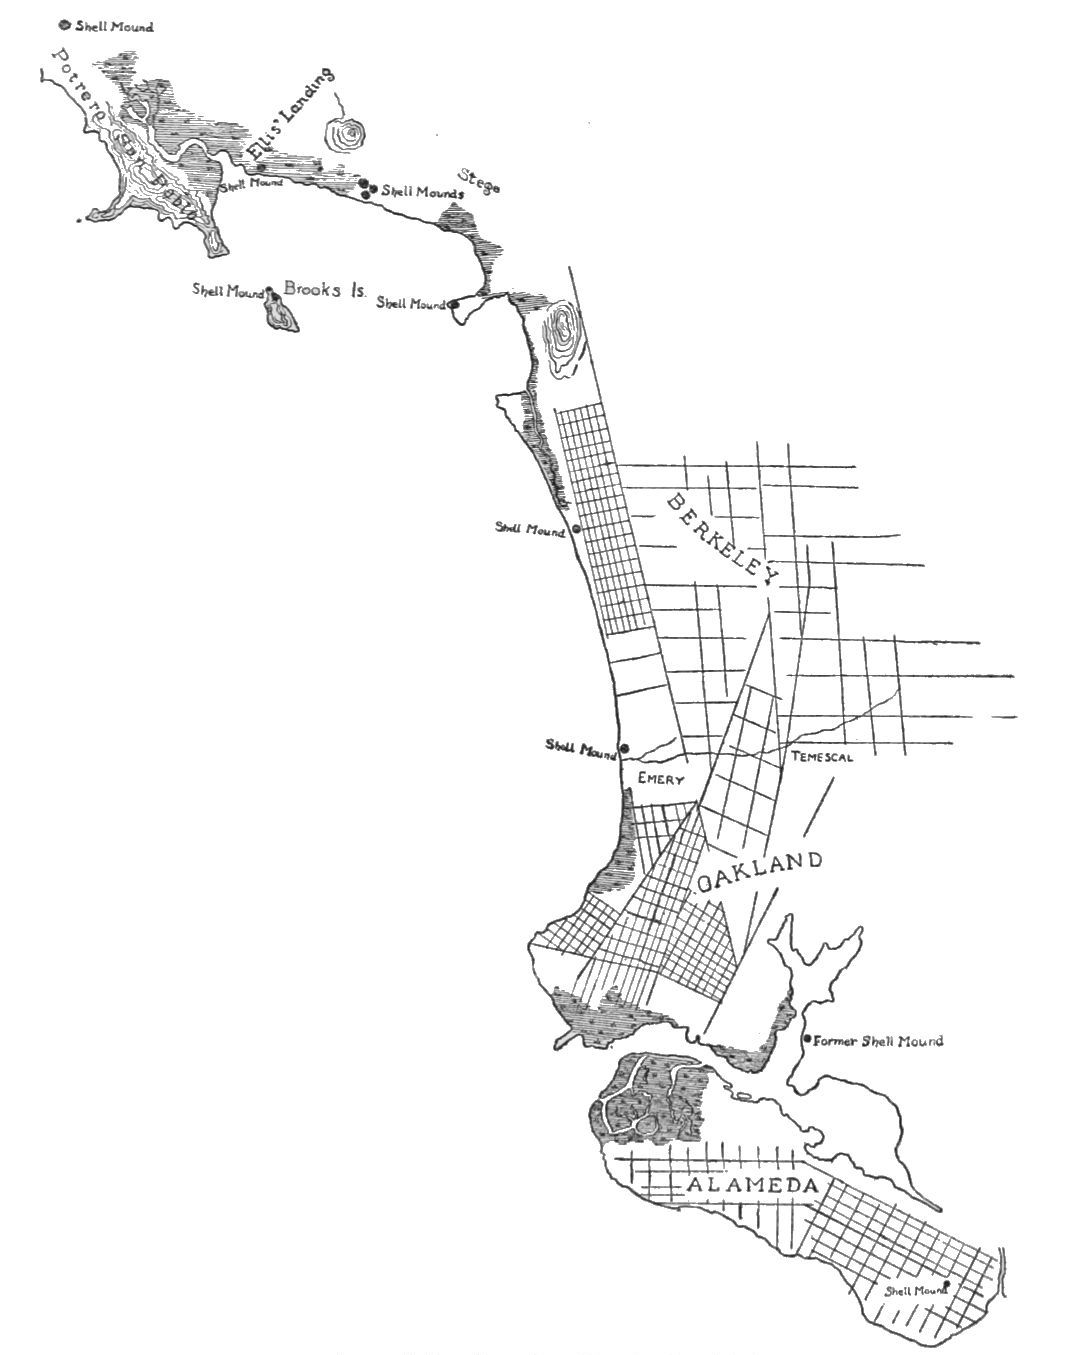 Shell Mound
Potrero
San Pablo
Ellis' Landing
Shell Mound
Shell Mounds
Stege
Shell Mound
Brooks Is.
Shell Mound
BERKELEY
Shell Mound
Shell Mound
TEMESCAL
EMERY
OAKLAND
Former Shell Mound
ALAMEDA
Shell Mound